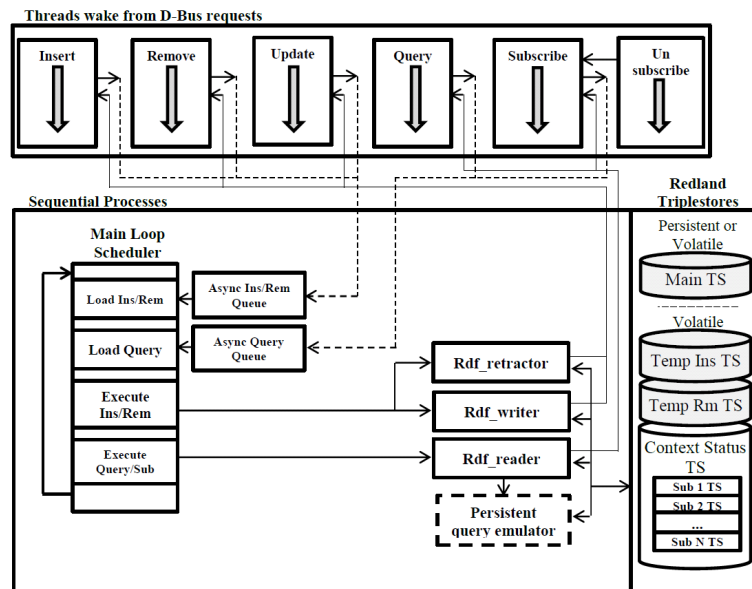 Threads wake from D-Bus requests
Insert
Remove
Update
Query
Subscribe
Un
subscribe
Sequential Processes
Redland
Triplestores
Main Loop
Scheduler
Load Ins/Rem
Load Query
Execute
Ins/Rem
Execute
Query/Sub
Async Ins/Rem
Queue
Async Query
Queue
Rdf_retractor
Rdf_writer
Rdf_reader
Persistent
query emulator
Persistent or
Volatile
Main TS
Volatile
Temp Ins TS
Temp Rm TS
Context Status
TS
Sub 1 TS
Sub 2 TS
...
Sub N TS